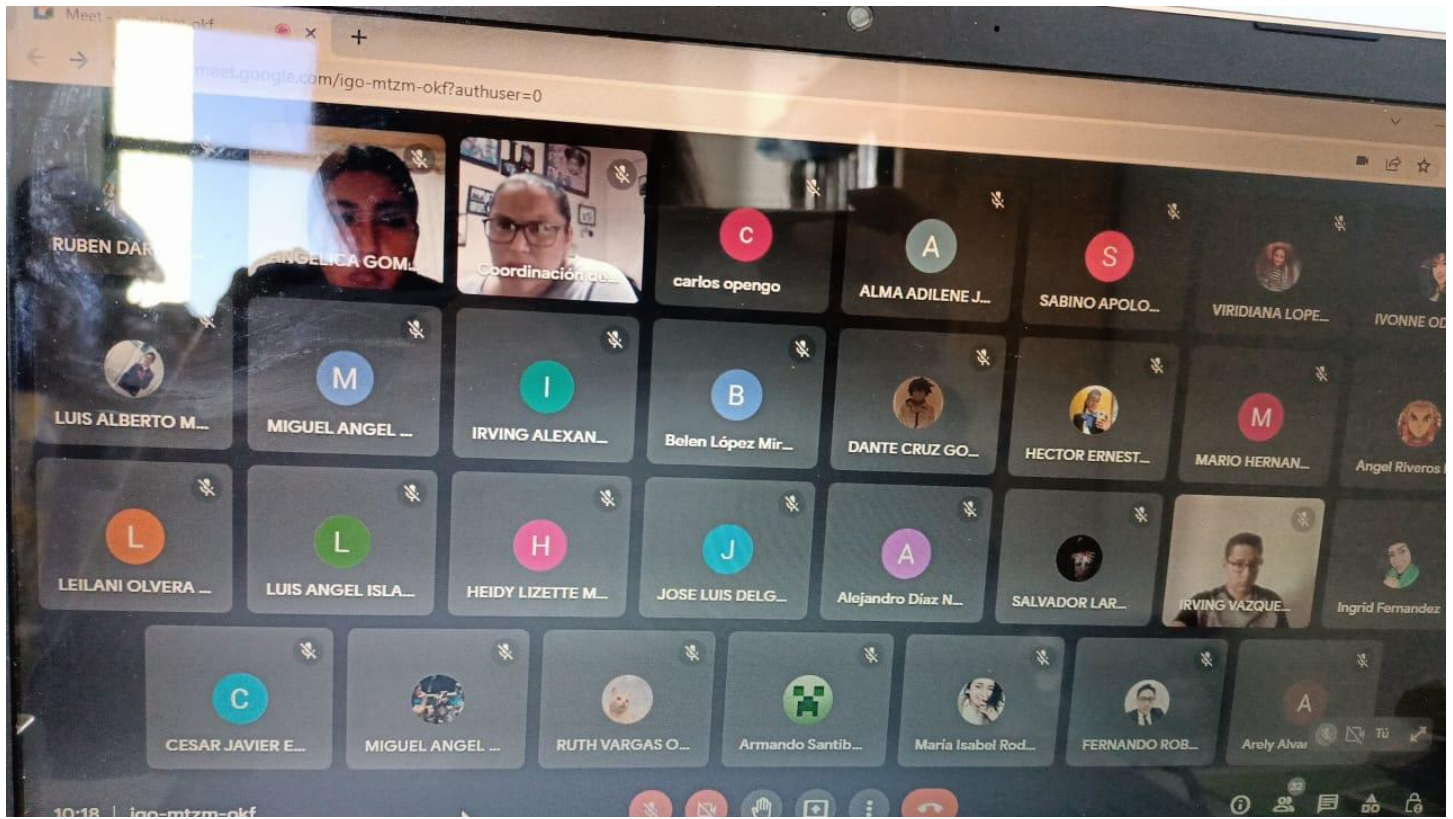 Meet - igo-mtzm-okf
meet.google.com/igo-mtzm-okf?authuser=0
RUBEN DAR
ANGELICA GOM...
Coordinación de...
C
carlos opengo
A
ALMA ADILENE J...
S
SABINO APOLO...
VIRIDIANA LOPE...
IVONNE OD
LUIS ALBERTO M...
M
MIGUEL ANGEL ...
I
IRVING ALEXAN...
B
Belen López Mir...
DANTE CRUZ GO...
HECTOR ERNEST...
M
MARIO HERNAN...
Angel Riveros
L
LEILANI OLVERA ...
L
LUIS ANGEL ISLA...
H
HEIDY LIZETTE M...
J
JOSE LUIS DELG...
A
Alejandro Díaz N...
SALVADOR LAR...
IRVING VAZQUE...
Ingrid Fernandez
C
CESAR JAVIER E...
MIGUEL ANGEL ...
RUTH VARGAS O...
Armando Santib...
María Isabel Rod...
FERNANDO ROB...
A
Arely Alvar
Tú
10:18 | igo-mtzm-okf
32